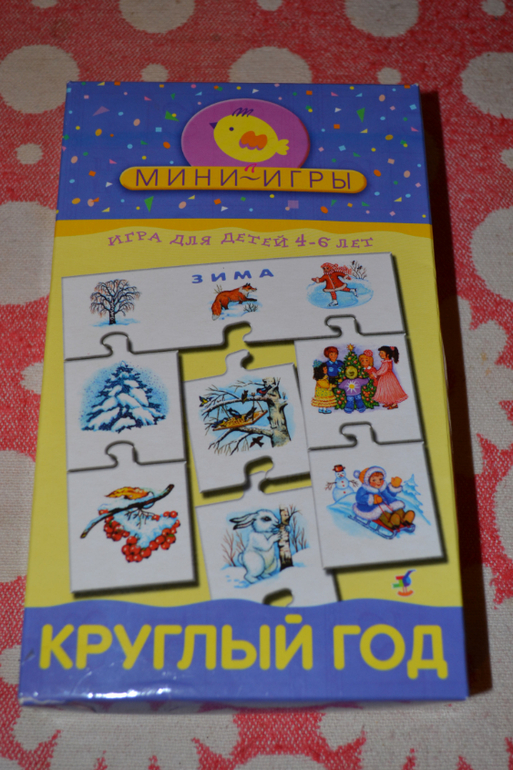 МИНИ-ИГРЫ
ИГРА ДЛЯ ДЕТЕЙ 4-6 ЛЕТ
ЗИМА
КРУГЛЫЙ ГОД